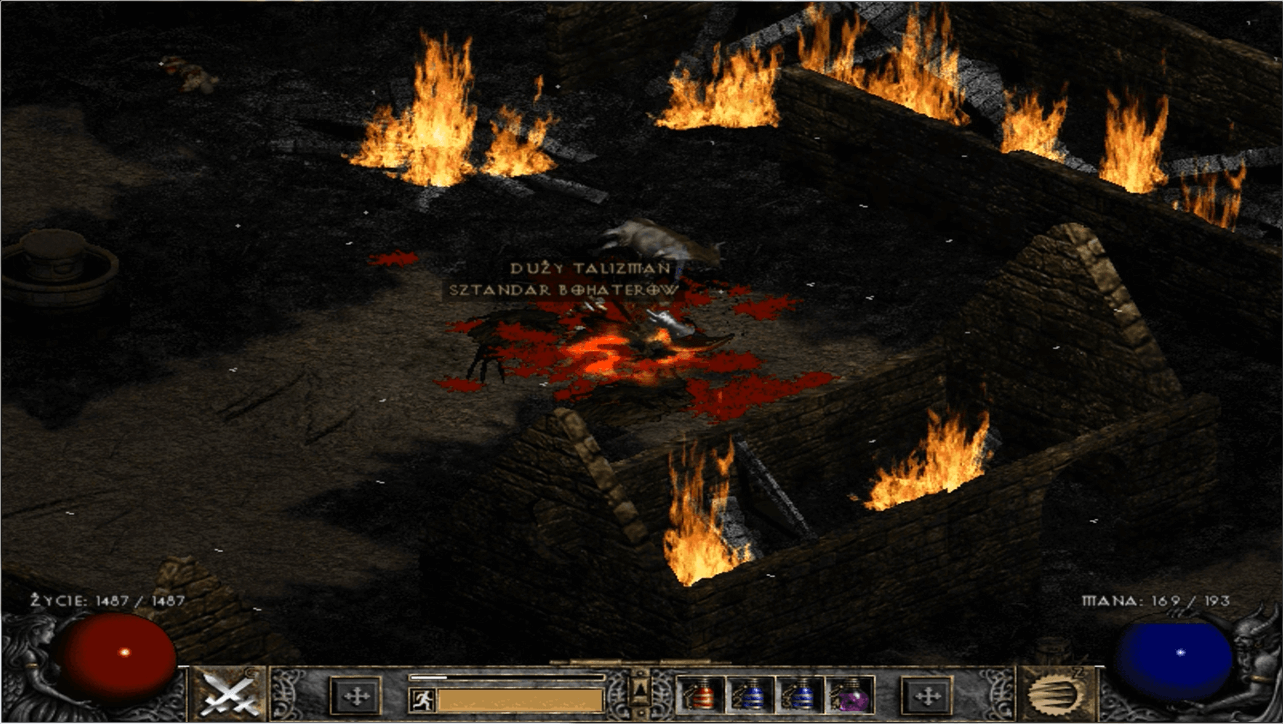 DUŻY TALIZMAN
SZTANDAR BOHATERÓW
ŻYCIE: 1487 / 1487
MANA: 169 / 193
C
Z